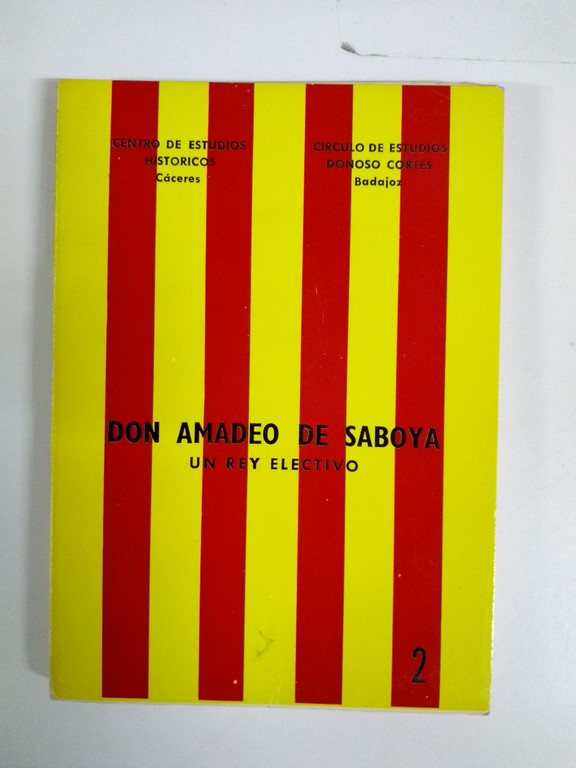 CENTRO DE ESTUDIOS
HISTORICOS
Cáceres
CIRCULO DE ESTUDIOS
DONOSO CORTES
Badajoz
DON AMADEO DE SABOYA
UN REY ELECTIVO
2